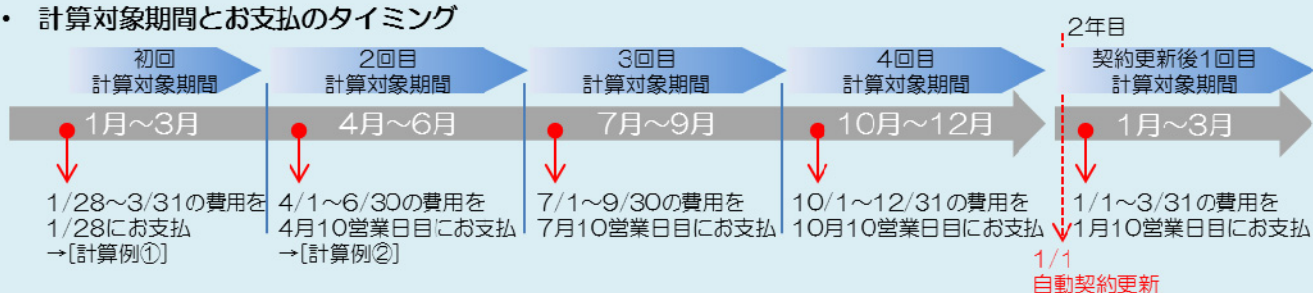 ・ 計算対象期間とお支払のタイミング
2年目
初回
計算対象期間
2回目
計算対象期間
3回目
計算対象期間
4回目
計算対象期間
契約更新後1回目
計算対象期間
1月～3月
4月～6月
7月～9月
10月～12月
1月～3月
1/28～3/31の費用を
1/28にお支払
→[計算例①]
4/1～6/30の費用を
4月10営業日目にお支払
→[計算例②]
7/1～9/30の費用を
7月10営業日目にお支払
10/1～12/31の費用を
10月10営業日目にお支払
1/1～3/31の費用を
1月10営業日目にお支払
1/1
自動契約更新